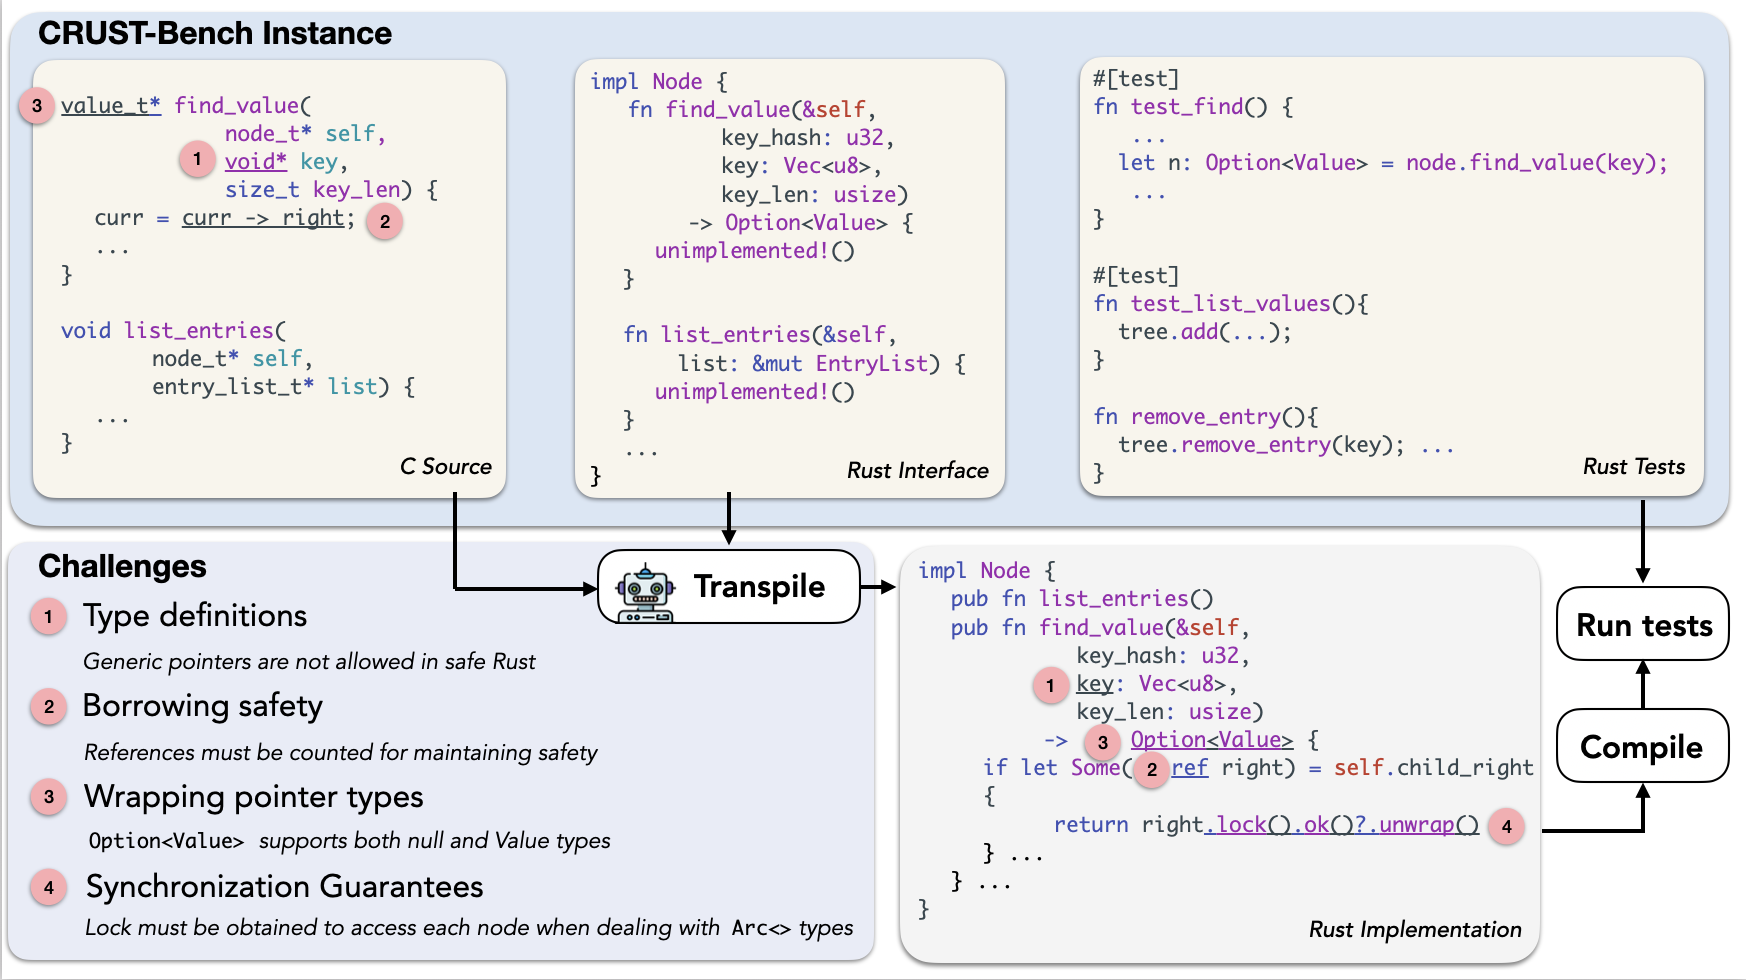 CRUST-Bench Instance
3 value_t* find_value(
node_t* self,
1 void* key,
size_t key_len) {
curr = curr -> right; 2
...
}
void list_entries(
node_t* self,
entry_list_t* list) {
...
}
C Source
impl Node {
fn find_value(&self,
key_hash: u32,
key: Vec<u8>,
key_len: usize)
-> Option<Value> {
unimplemented!()
}
fn list_entries(&self,
list: &mut EntryList) {
unimplemented!()
}
...
}
Rust Interface
#[test]
fn test_find() {
...
let n: Option<Value> = node.find_value(key);
...
}
#[test]
fn test_list_values(){
tree.add(...);
}
fn remove_entry(){
tree.remove_entry(key); ...
}
Rust Tests
Challenges
1 Type definitions
Generic pointers are not allowed in safe Rust
2 Borrowing safety
References must be counted for maintaining safety
3 Wrapping pointer types
Option<Value> supports both null and Value types
4 Synchronization Guarantees
Lock must be obtained to access each node when dealing with Arc<> types
Transpile
impl Node {
pub fn list_entries()
pub fn find_value(&self,
key_hash: u32,
1 key: Vec<u8>,
key_len: usize)
-> 3 Option<Value> {
if let Some( 2 ref right) = self.child_right
{
return right.lock().ok()?.unwrap() 4
} ...
} ...
}
Rust Implementation
Run tests
Compile